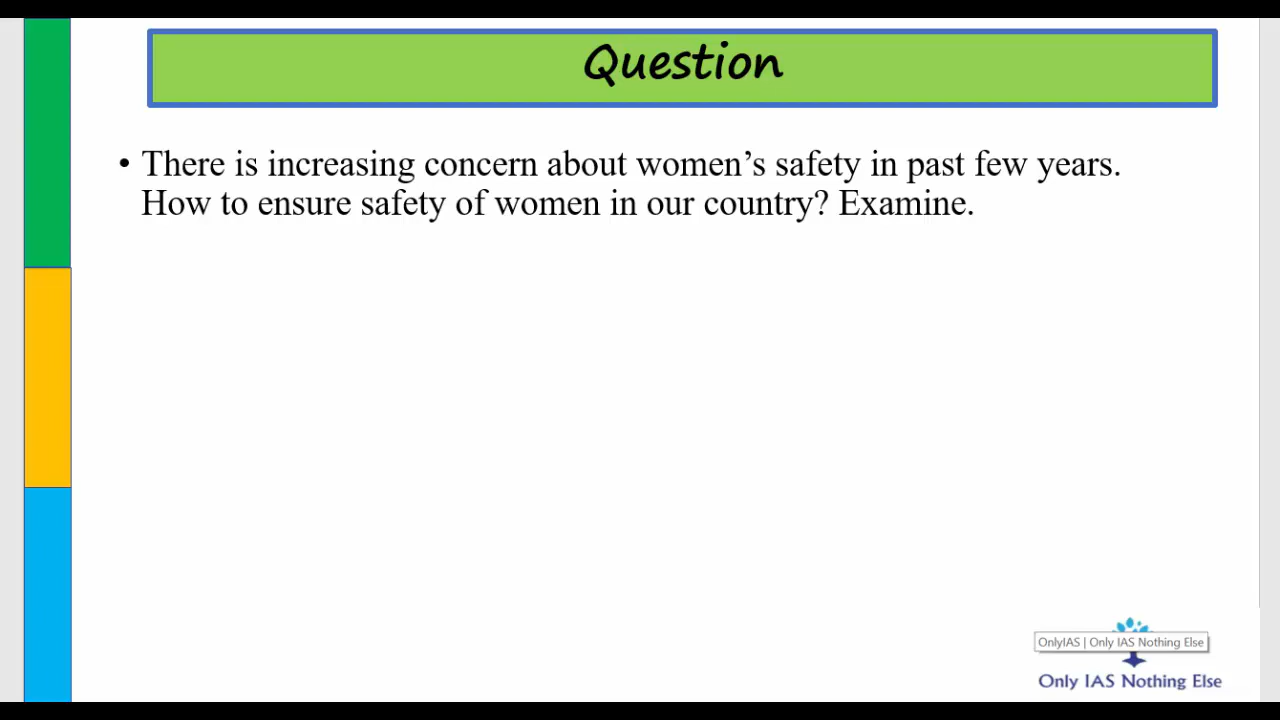 Question
• There is increasing concern about women’s safety in past few years.
How to ensure safety of women in our country? Examine.
OnlyIAS | Only IAS Nothing Else
Only IAS Nothing Else